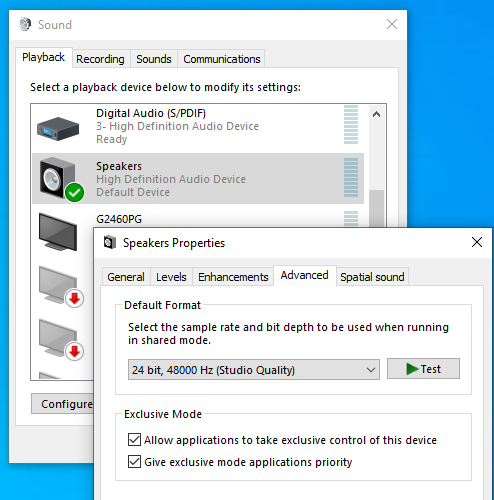 Sound
Playback Recording Sounds Communications
Select a playback device below to modify its settings:
Digital Audio (S/PDIF)
3- High Definition Audio Device
Ready
Speakers
High Definition Audio Device
Default Device
G2460PG
Configure
Speakers Properties
General Levels Enhancements Advanced Spatial sound
Default Format
Select the sample rate and bit depth to be used when running
in shared mode.
24 bit, 48000 Hz (Studio Quality) Test
Exclusive Mode
Allow applications to take exclusive control of this device
Give exclusive mode applications priority